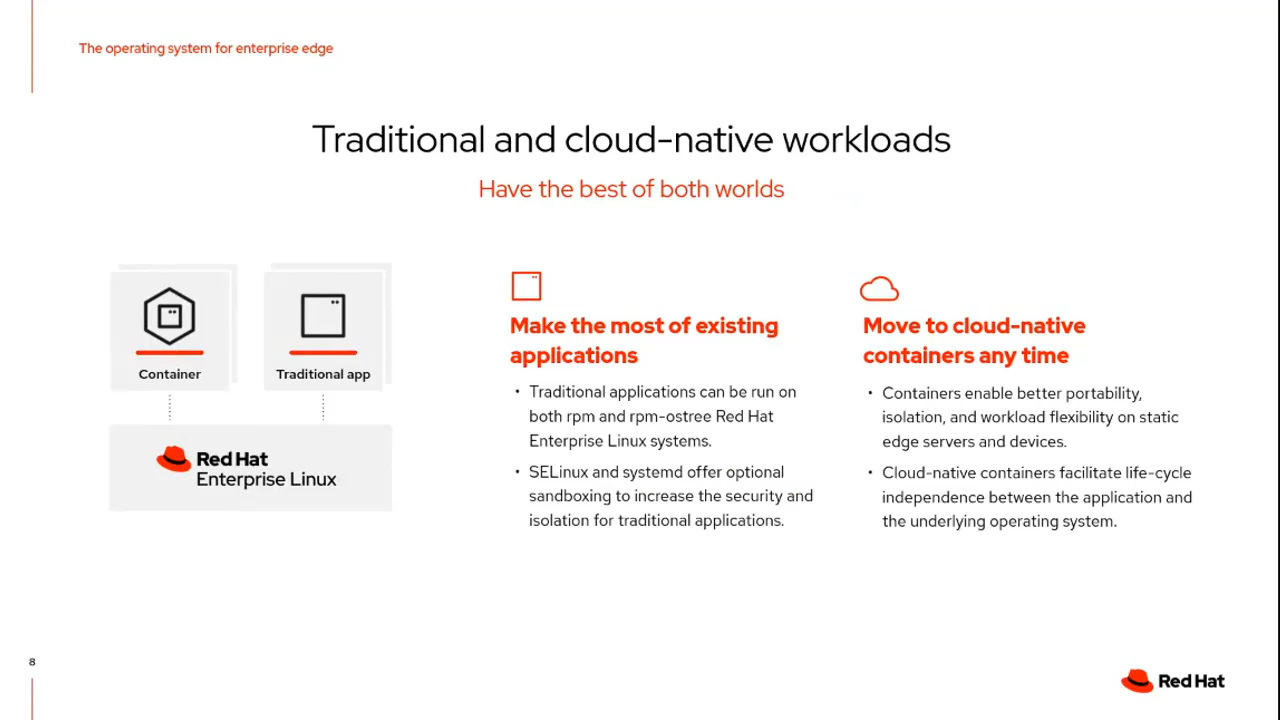 The operating system for enterprise edge
Traditional and cloud-native workloads
Have the best of both worlds
Container
Traditional app
Red Hat
Enterprise Linux
Make the most of existing
applications
• Traditional applications can be run on
both rpm and rpm-ostree Red Hat
Enterprise Linux systems.
• SELinux and systemd offer optional
sandboxing to increase the security and
isolation for traditional applications.
Move to cloud-native
containers any time
• Containers enable better portability,
isolation, and workload flexibility on static
edge servers and devices.
• Cloud-native containers facilitate life-cycle
independence between the application and
the underlying operating system.
8
Red Hat